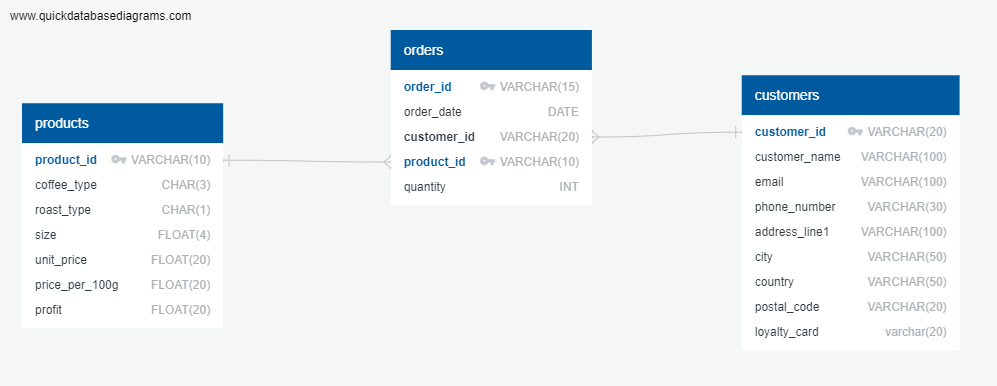 www.quickdatabasediagrams.com
products
product_id VARCHAR(10)
coffee_type CHAR(3)
roast_type CHAR(1)
size FLOAT(4)
unit_price FLOAT(20)
price_per_100g FLOAT(20)
profit FLOAT(20)
orders
order_id VARCHAR(15)
order_date DATE
customer_id VARCHAR(20)
product_id VARCHAR(10)
quantity INT
customers
customer_id VARCHAR(20)
customer_name VARCHAR(100)
email VARCHAR(100)
phone_number VARCHAR(30)
address_line1 VARCHAR(100)
city VARCHAR(50)
country VARCHAR(50)
postal_code VARCHAR(20)
loyalty_card varchar(20)